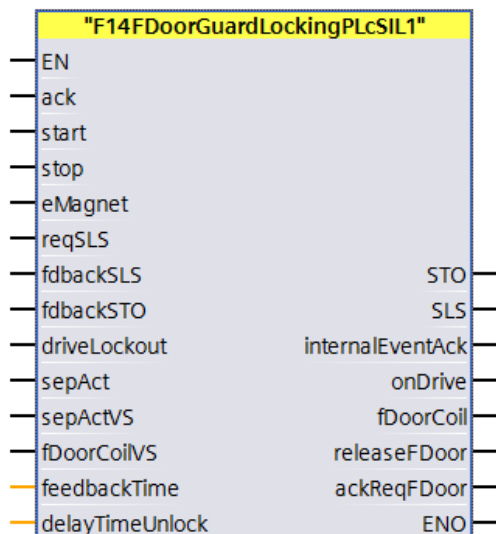 "F14FDoorGuardLockingPLcSIL1"
EN
ack
start
stop
eMagnet
reqSLS
fdbackSLS STO
fdbackSTO SLS
driveLockout internalEventAck
sepAct onDrive
sepActVS fDoorCoil
fDoorCoilVS releaseFDoor
feedbackTime ackReqFDoor
delayTimeUnlock ENO